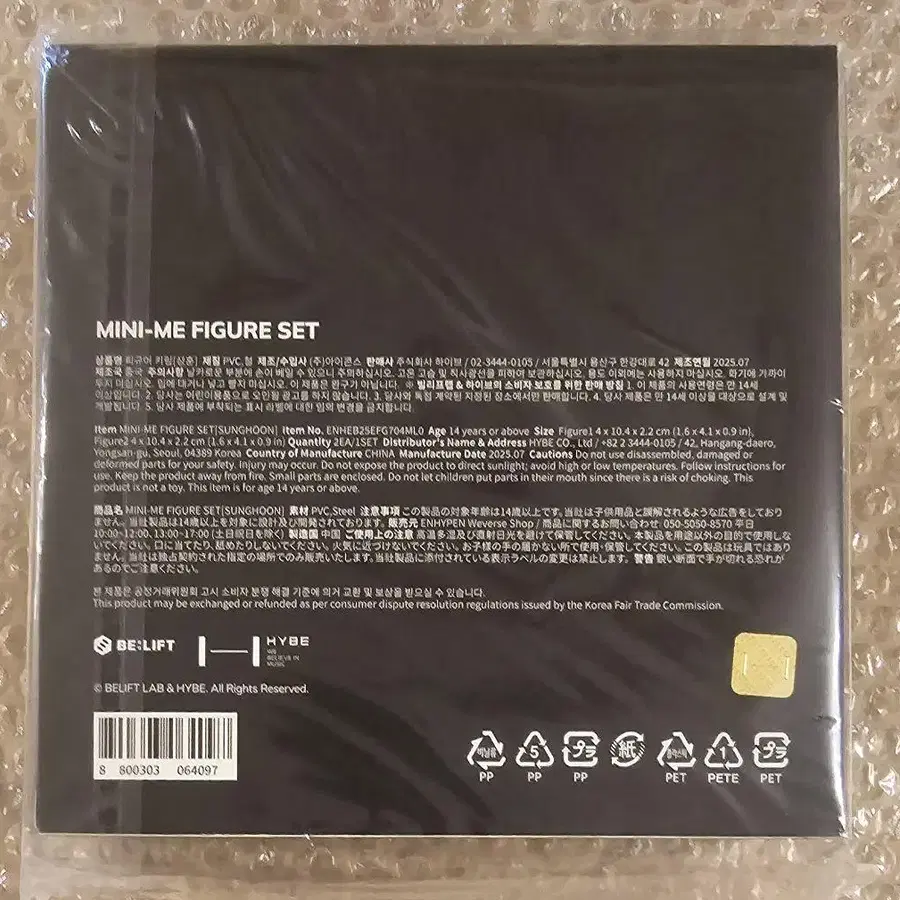 MINI-ME FIGURE SET
상품명 피규어 키링(성훈) 재질 PVC,철 제조/수입사 (주)아이콘스 판매사 주식회사 하이브 / 02-3444-0105 / 서울특별시 용산구 한강대로 42 제조연월 2025.07
제조국 중국 주의사항 날카로운 부분에 손이 베일 수 있으니 주의하십시오. 고온 고습 및 직사광선을 피하여 보관하십시오. 용도 이외에는 사용하지 마십시오. 화기에 가까이
두지 마십시오. 입에 대거나 넣고 빨지 마십시오. 이 제품은 완구가 아닙니다. ※ 빌리프랩 & 하이브의 소비자 보호를 위한 판매 방침 1. 이 제품의 사용연령은 만 14세
이상입니다. 2. 당사는 어린이용품으로 오인될 광고를 하지 않습니다. 3. 당사와 독점 계약된 지정된 장소에서만 판매합니다. 4. 당사 제품은 만 14세 이상을 대상으로 설계 및
개발됩니다. 5. 당사 제품에 부착되는 표시 라벨에 대한 임의 변경을 금지합니다.
Item MINI-ME FIGURE SET[SUNGHOON] Item No. ENHEB25EFG704ML0 Age 14 years or above Size Figure1 4 x 10.4 x 2.2 cm (1.6 x 4.1 x 0.9 in),
Figure2 4 x 10.4 x 2.2 cm (1.6 x 4.1 x 0.9 in) Quantity 2EA/1SET Distributor's Name & Address HYBE CO., Ltd / +82 2 3444-0105 / 42, Hangang-daero,
Yongsan-gu, Seoul, 04389 Korea Country of Manufacture CHINA Manufacture Date 2025.07 Cautions Do not use disassembled, damaged or
deformed parts for your safety. Injury may occur. Do not expose the product to direct sunlight; avoid high or low temperatures. Follow instructions for
use. Keep the product away from fire. Small parts are enclosed. Do not let children put parts in their mouth since there is a risk of choking. This
product is not a toy. This item is for age 14 years or above.
商品名 MINI-ME FIGURE SET[SUNGHOON] 素材 PVC,Steel 注意事項 この製品の対象年齢は14歳以上です。当社は子供用品と誤解されるような広告をしており
ません。当社製品は14歳以上を対象に設計及び開発されております。販売元 ENHYPEN Weverse Shop / 商品に関するお問い合わせ 050-5050-8570 平日
10:00~12:00、13:00~17:00 (土日祝日を除く) 製造国 中国 ご使用上の注意 高温多湿及び直射日光を避けて保管してください。本製品を用途以外の目的で使用しな
いでください。口に当てたり、舐めたりしないでください。火気に近づけないでください。お子様の手の届かない所で使用・保管してください。この製品は玩具ではあり
ません。当社は独占契約された指定の場所でのみ販売いたします。当社製品に添付されている表示ラベルの変更は禁止します。警告 鋭い断面で手が切れる恐れが
あるのでご注意ください。
본 제품은 공정거래위원회 고시 소비자 분쟁 해결 기준에 의거 교환 및 보상을 받으실 수 있습니다.
This product may be exchanged or refunded as per consumer dispute resolution regulations issued by the Korea Fair Trade Commission.
BE:LIFT
HYBE
WE
BELIEVE IN
MUSIC
© BELIFT LAB & HYBE. All Rights Reserved.
8 800303 064097
비닐류 5 プラ 紙 플라스틱 1 プラ
PP PP PP PET PETE PET